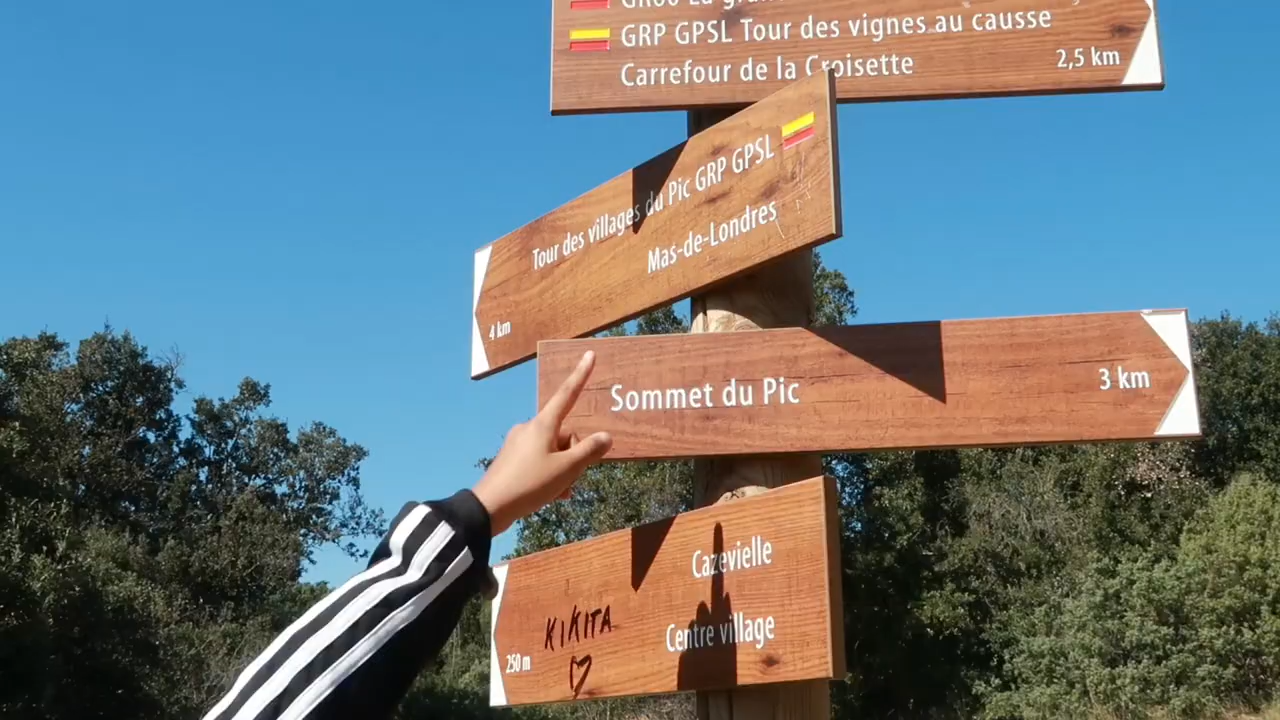 GRP GPSL Tour des vignes au causse
Carrefour de la Croisette 2,5 km
Tour des villages du Pic GRP GPSL
Mas-de-Londres
4 km
Sommet du Pic 3 km
Cazevieille
Centre village
KIKITA
250 m